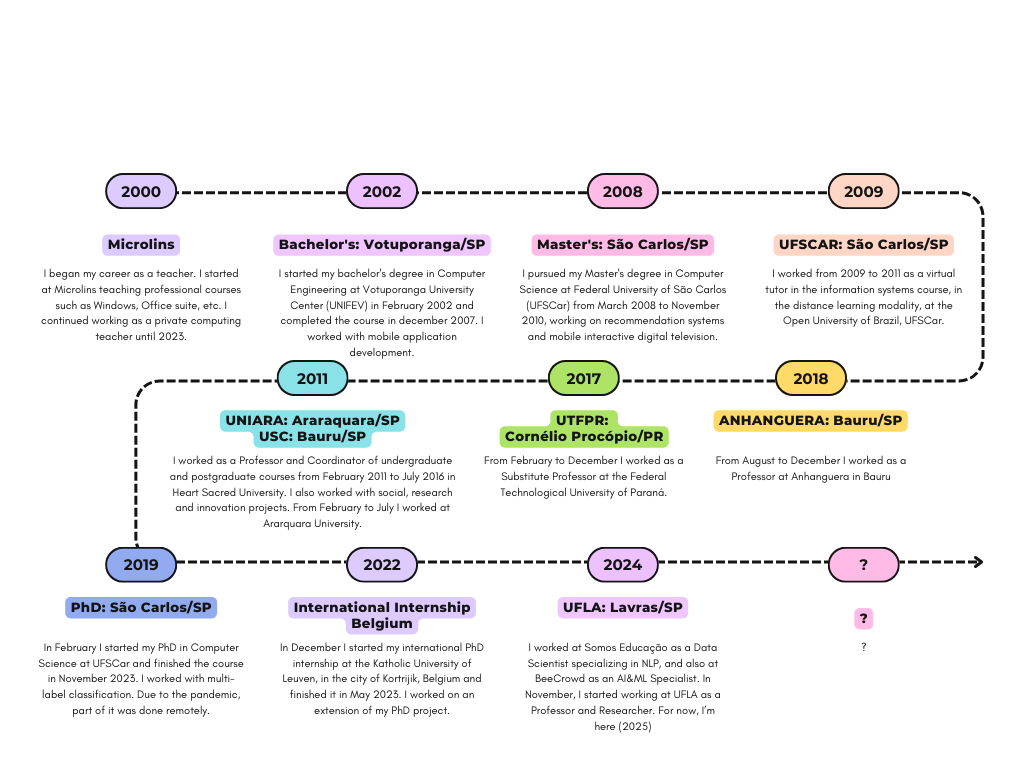 2000
2002
2008
2009
Microlins
I began my career as a teacher. I started
at Microlins teaching professional courses
such as Windows, Office suite, etc. I
continued working as a private computing
teacher until 2023.
Bachelor's: Votuporanga/SP
I started my bachelor's degree in Computer
Engineering at Votuporanga University
Center (UNIFEV) in February 2002 and
completed the course in december 2007. I
worked with mobile application
development.
Master's: São Carlos/SP
I pursued my Master's degree in Computer
Science at Federal University of São Carlos
(UFSCar) from March 2008 to November
2010, working on recommendation systems
and mobile interactive digital television.
UFSCAR: São Carlos/SP
I worked from 2009 to 2011 as a virtual
tutor in the information systems course, in
the distance learning modality, at the
Open University of Brazil, UFSCar.
2011
2017
2018
UNIARA: Araraquara/SP
USC: Bauru/SP
I worked as a Professor and Coordinator of undergraduate
and postgraduate courses from February 2011 to July 2016 in
Heart Sacred University. I also worked with social, research
and innovation projects. From February to July I worked at
Ararquara University.
UTFPR:
Cornélio Procópio/PR
From February to December I worked as a
Substitute Professor at the Federal
Technological University of Paraná.
ANHANGUERA: Bauru/SP
From August to December I worked as a
Professor at Anhanguera in Bauru
2019
2022
2024
?
PhD: São Carlos/SP
In February I started my PhD in Computer
Science at UFSCar and finished the course
in November 2023. I worked with multi-
label classification. Due to the pandemic,
part of it was done remotely.
International Internship
Belgium
In December I started my international PhD
internship at the Katholic University of
Leuven, in the city of Kortrijk, Belgium and
finished it in May 2023. I worked on an
extension of my PhD project.
UFLA: Lavras/SP
I worked at Somos Educação as a Data
Scientist specializing in NLP, and also at
BeeCrowd as an AI&ML Specialist. In
November, I started working at UFLA as a
Professor and Researcher. For now, I'm
here (2025)
?
?